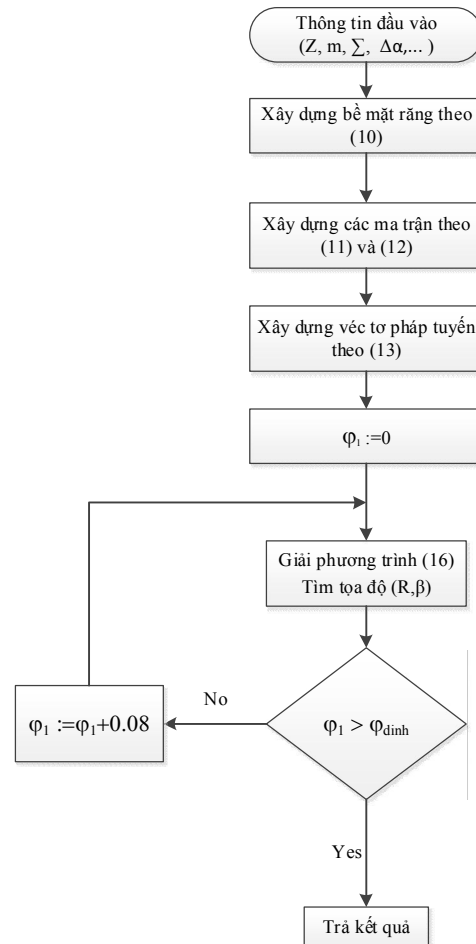 Thông tin đầu vào
(Z, m, ∑, Δα,... )
Xây dựng bề mặt răng theo
(10)
Xây dựng các ma trận theo
(11) và (12)
Xây dựng véc tơ pháp tuyến
theo (13)
φ₁ :=0
Giải phương trình (16)
Tìm tọa độ (R,β)
No
φ₁ :=φ₁+0.08
φ₁ > φdinh
Yes
Trả kết quả